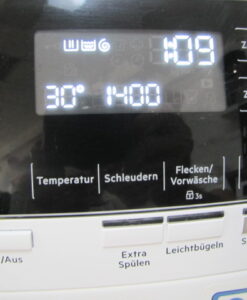 1:09
30° 1400
Temperatur Schleudern Flecken/
Vorwäsche
3s
/Aus Extra
Spülen Leichtbügeln